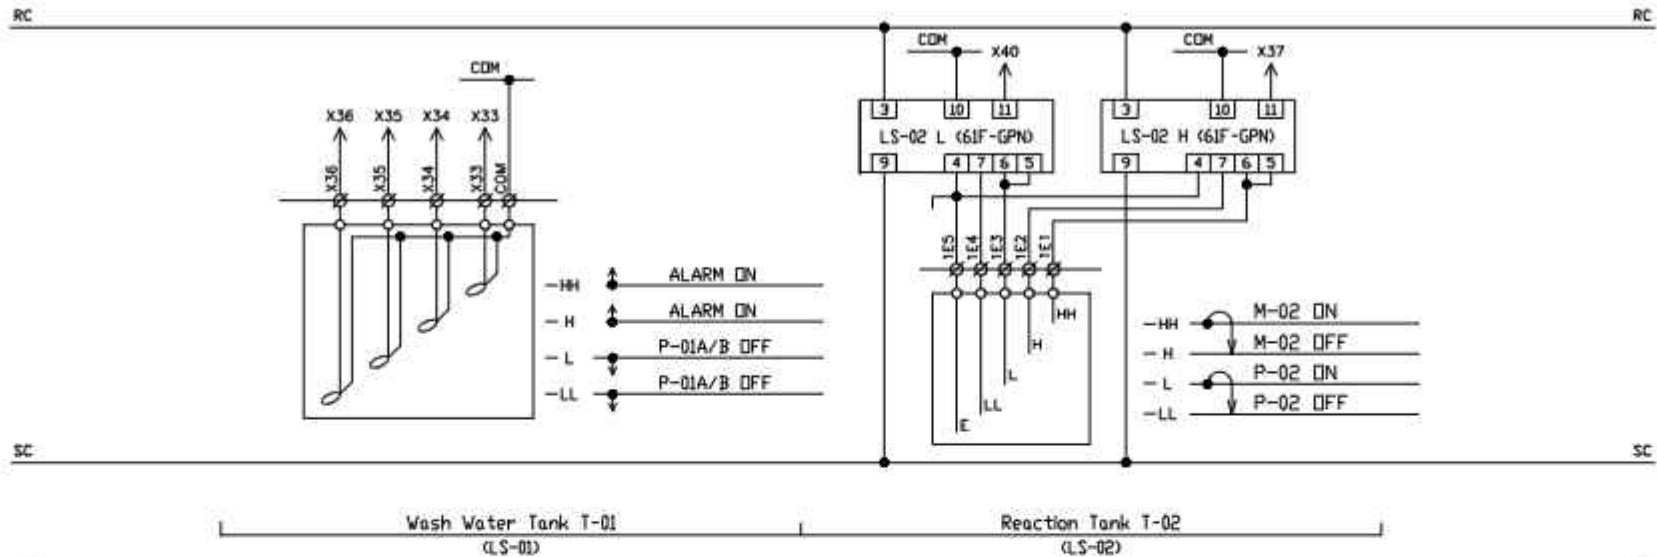 RC RC
COM COM
X40 X37
COM
X36 X35 X34 X33
3 10 11 3 10 11
LS-02 L (61F-GPN) LS-02 H (61F-GPN)
9 4 7 6 5 9 4 7 6 5
X36 X35 X34 X33 COM
1E5 1E4 1E3 1E2 1E1
HH ALARM ON
H ALARM ON
L P-01A/B OFF
LL P-01A/B OFF
HH
H
L
LL
E
HH M-02 ON
H M-02 OFF
L P-02 ON
LL P-02 OFF
SC SC
Wash Water Tank T-01 Reaction Tank T-02
(LS-01) (LS-02)